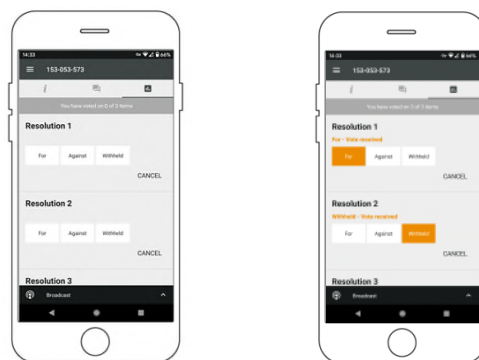 14:33
66%
153-053-573
You have voted on 0 of 3 items
Resolution 1
For Against Withheld
CANCEL
Resolution 2
For Against Withheld
CANCEL
Resolution 3
Broadcast
66%
153-053-573
You have voted on 3 of 3 items
Resolution 1
For - Vote received
For Against Withheld
CANCEL
Resolution 2
Withheld - Vote received
For Against Withheld
CANCEL
Resolution 3
Broadcast